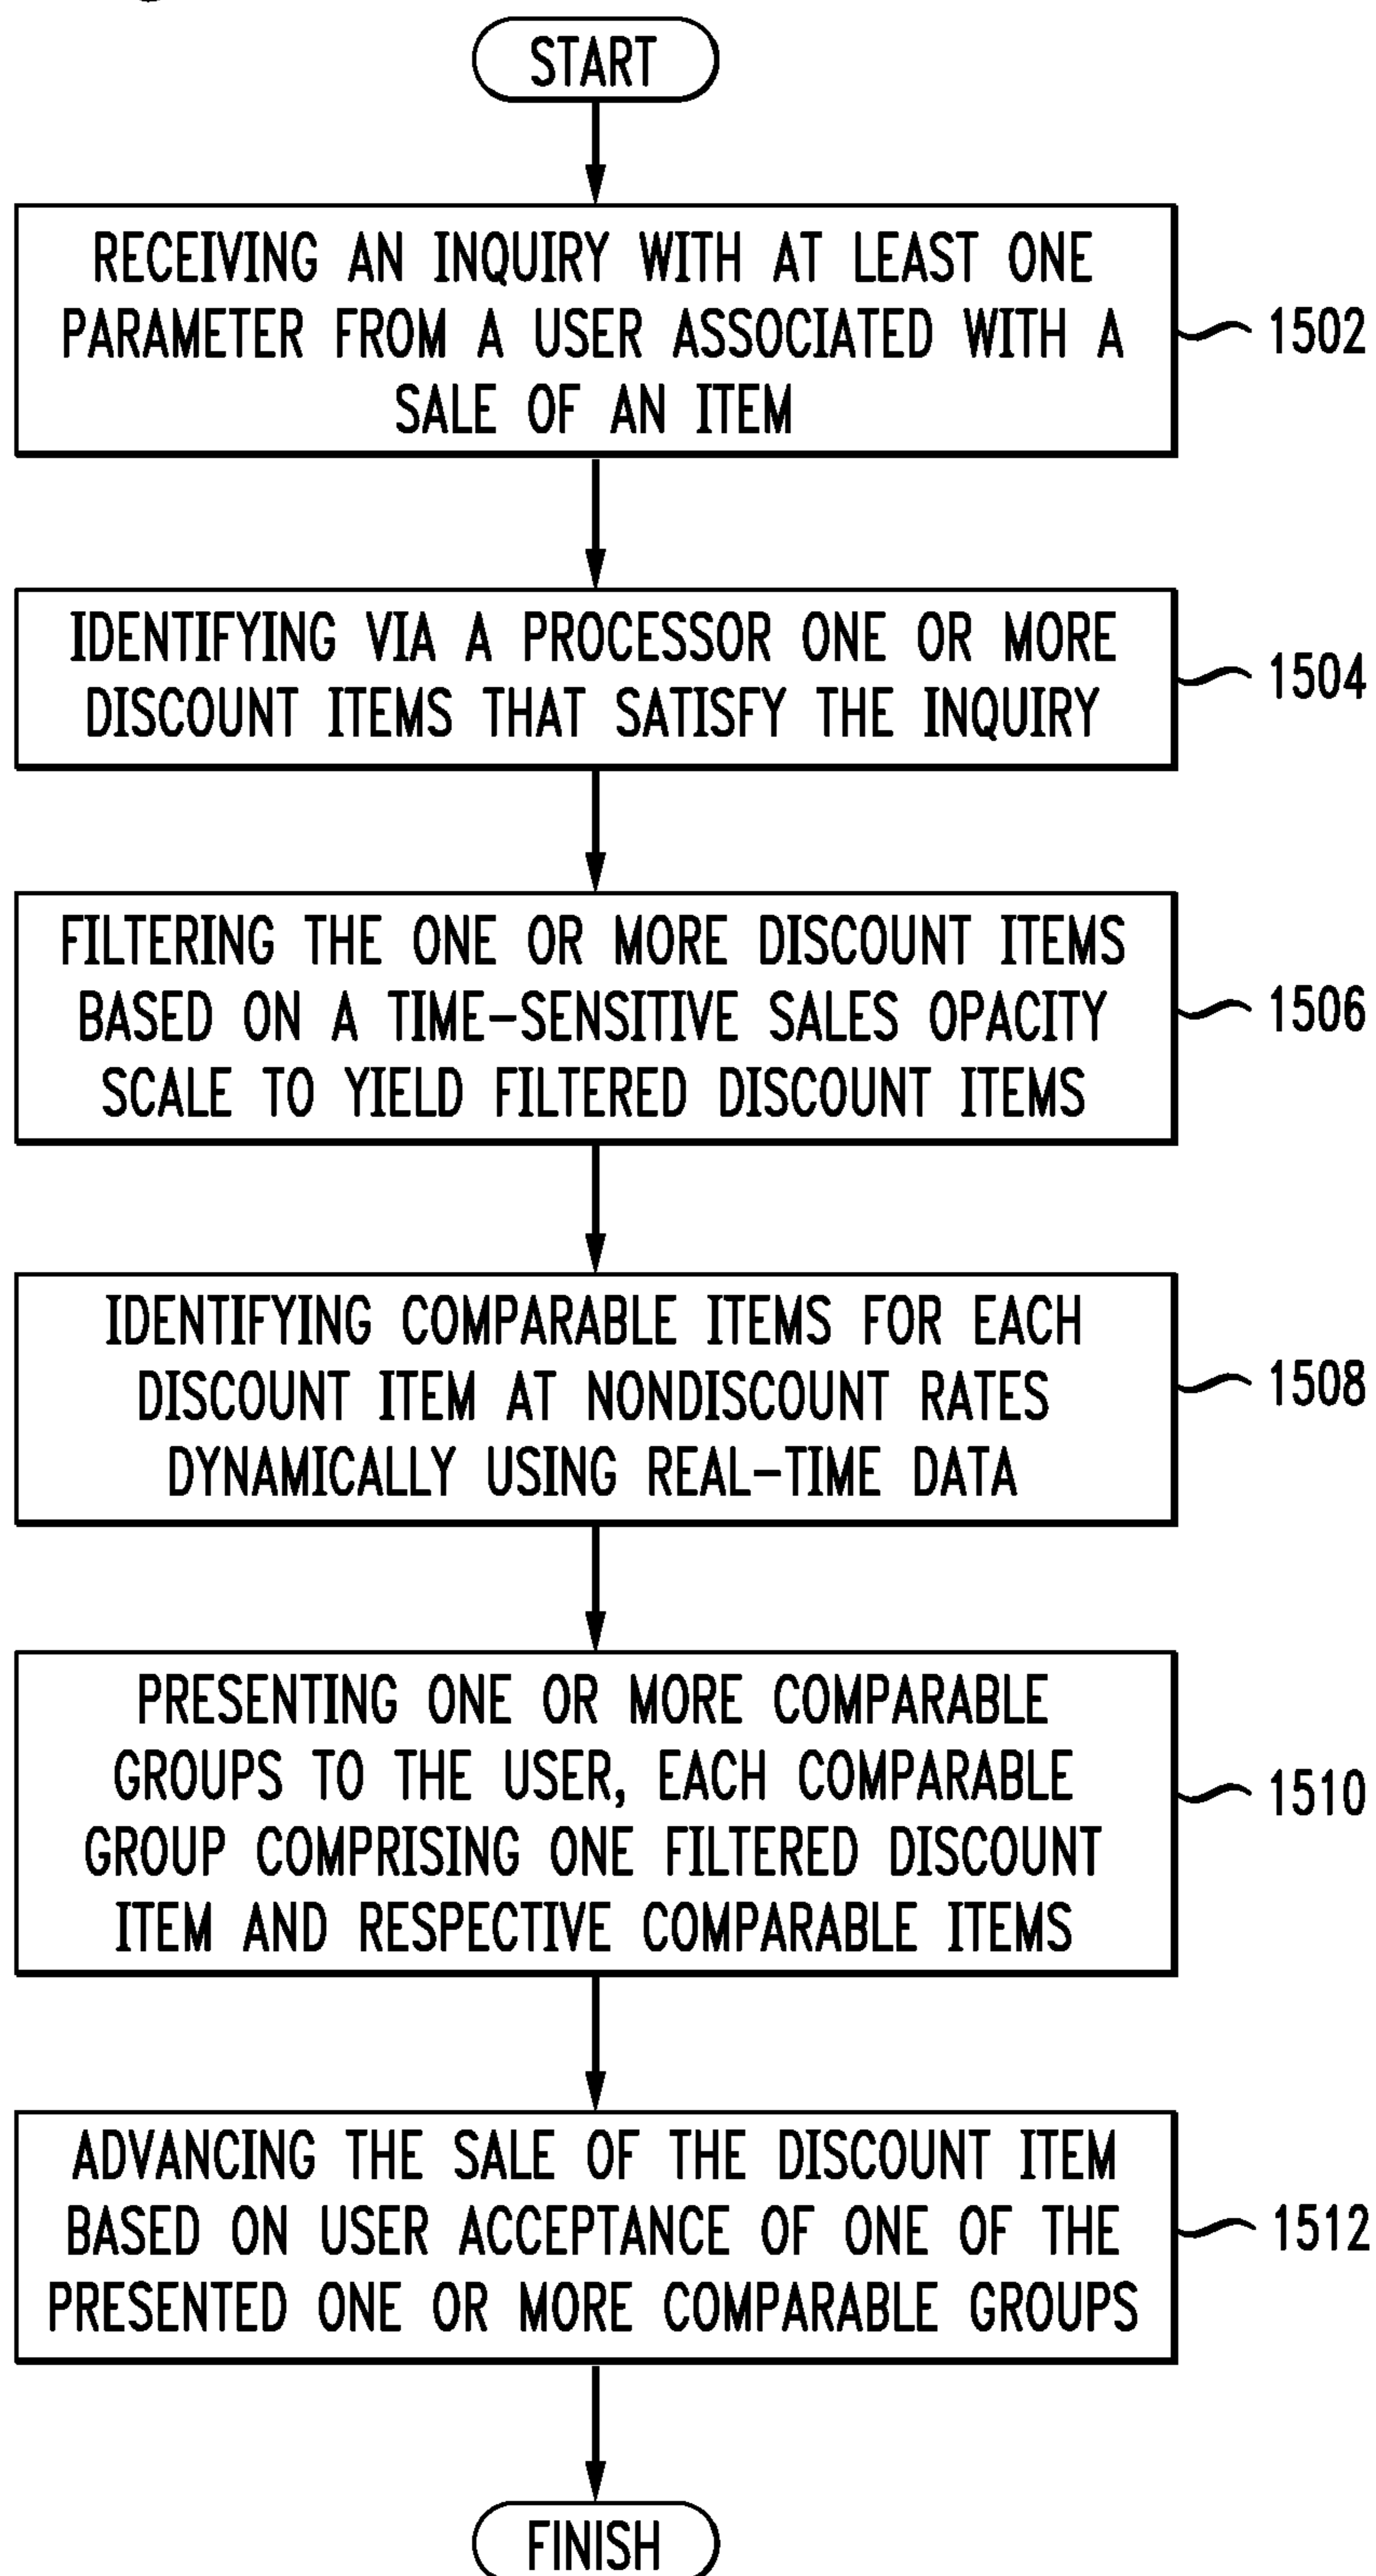 START
RECEIVING AN INQUIRY WITH AT LEAST ONE
PARAMETER FROM A USER ASSOCIATED WITH A
SALE OF AN ITEM
1502
IDENTIFYING VIA A PROCESSOR ONE OR MORE
DISCOUNT ITEMS THAT SATISFY THE INQUIRY
1504
FILTERING THE ONE OR MORE DISCOUNT ITEMS
BASED ON A TIME-SENSITIVE SALES OPACITY
SCALE TO YIELD FILTERED DISCOUNT ITEMS
1506
IDENTIFYING COMPARABLE ITEMS FOR EACH
DISCOUNT ITEM AT NONDISCOUNT RATES
DYNAMICALLY USING REAL-TIME DATA
1508
PRESENTING ONE OR MORE COMPARABLE
GROUPS TO THE USER, EACH COMPARABLE
GROUP COMPRISING ONE FILTERED DISCOUNT
ITEM AND RESPECTIVE COMPARABLE ITEMS
1510
ADVANCING THE SALE OF THE DISCOUNT ITEM
BASED ON USER ACCEPTANCE OF ONE OF THE
PRESENTED ONE OR MORE COMPARABLE GROUPS
1512
FINISH